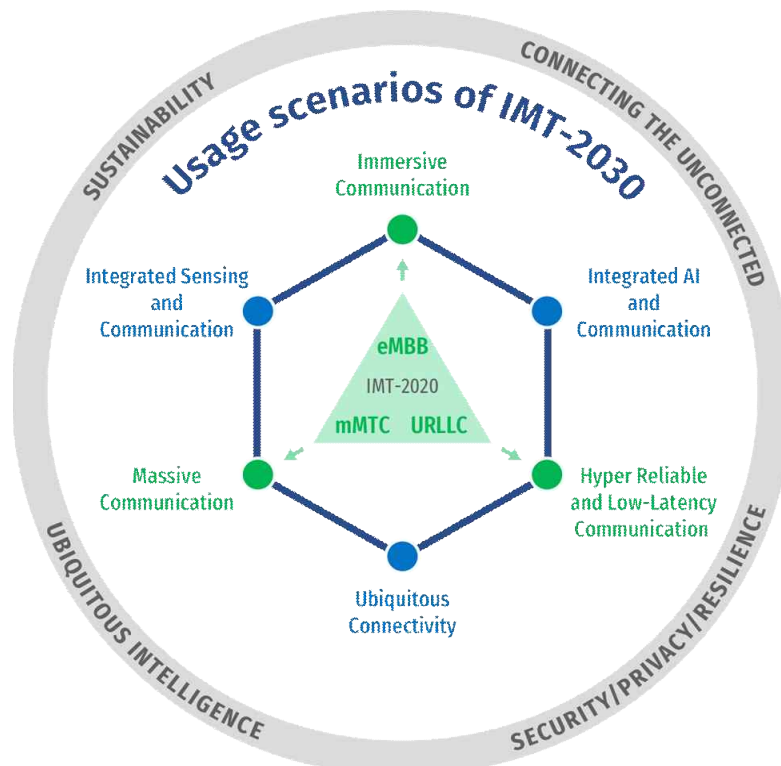 SUSTAINABILITY
CONNECTING THE UNCONNECTED
Usage scenarios of IMT-2030
Immersive
Communication
Integrated Sensing
and
Communication
Integrated AI
and
Communication
eMBB
IMT-2020
mMTC URLLC
Massive
Communication
Hyper Reliable
and Low-Latency
Communication
Ubiquitous
Connectivity
UBIQUITOUS INTELLIGENCE
SECURITY/PRIVACY/RESILIENCE